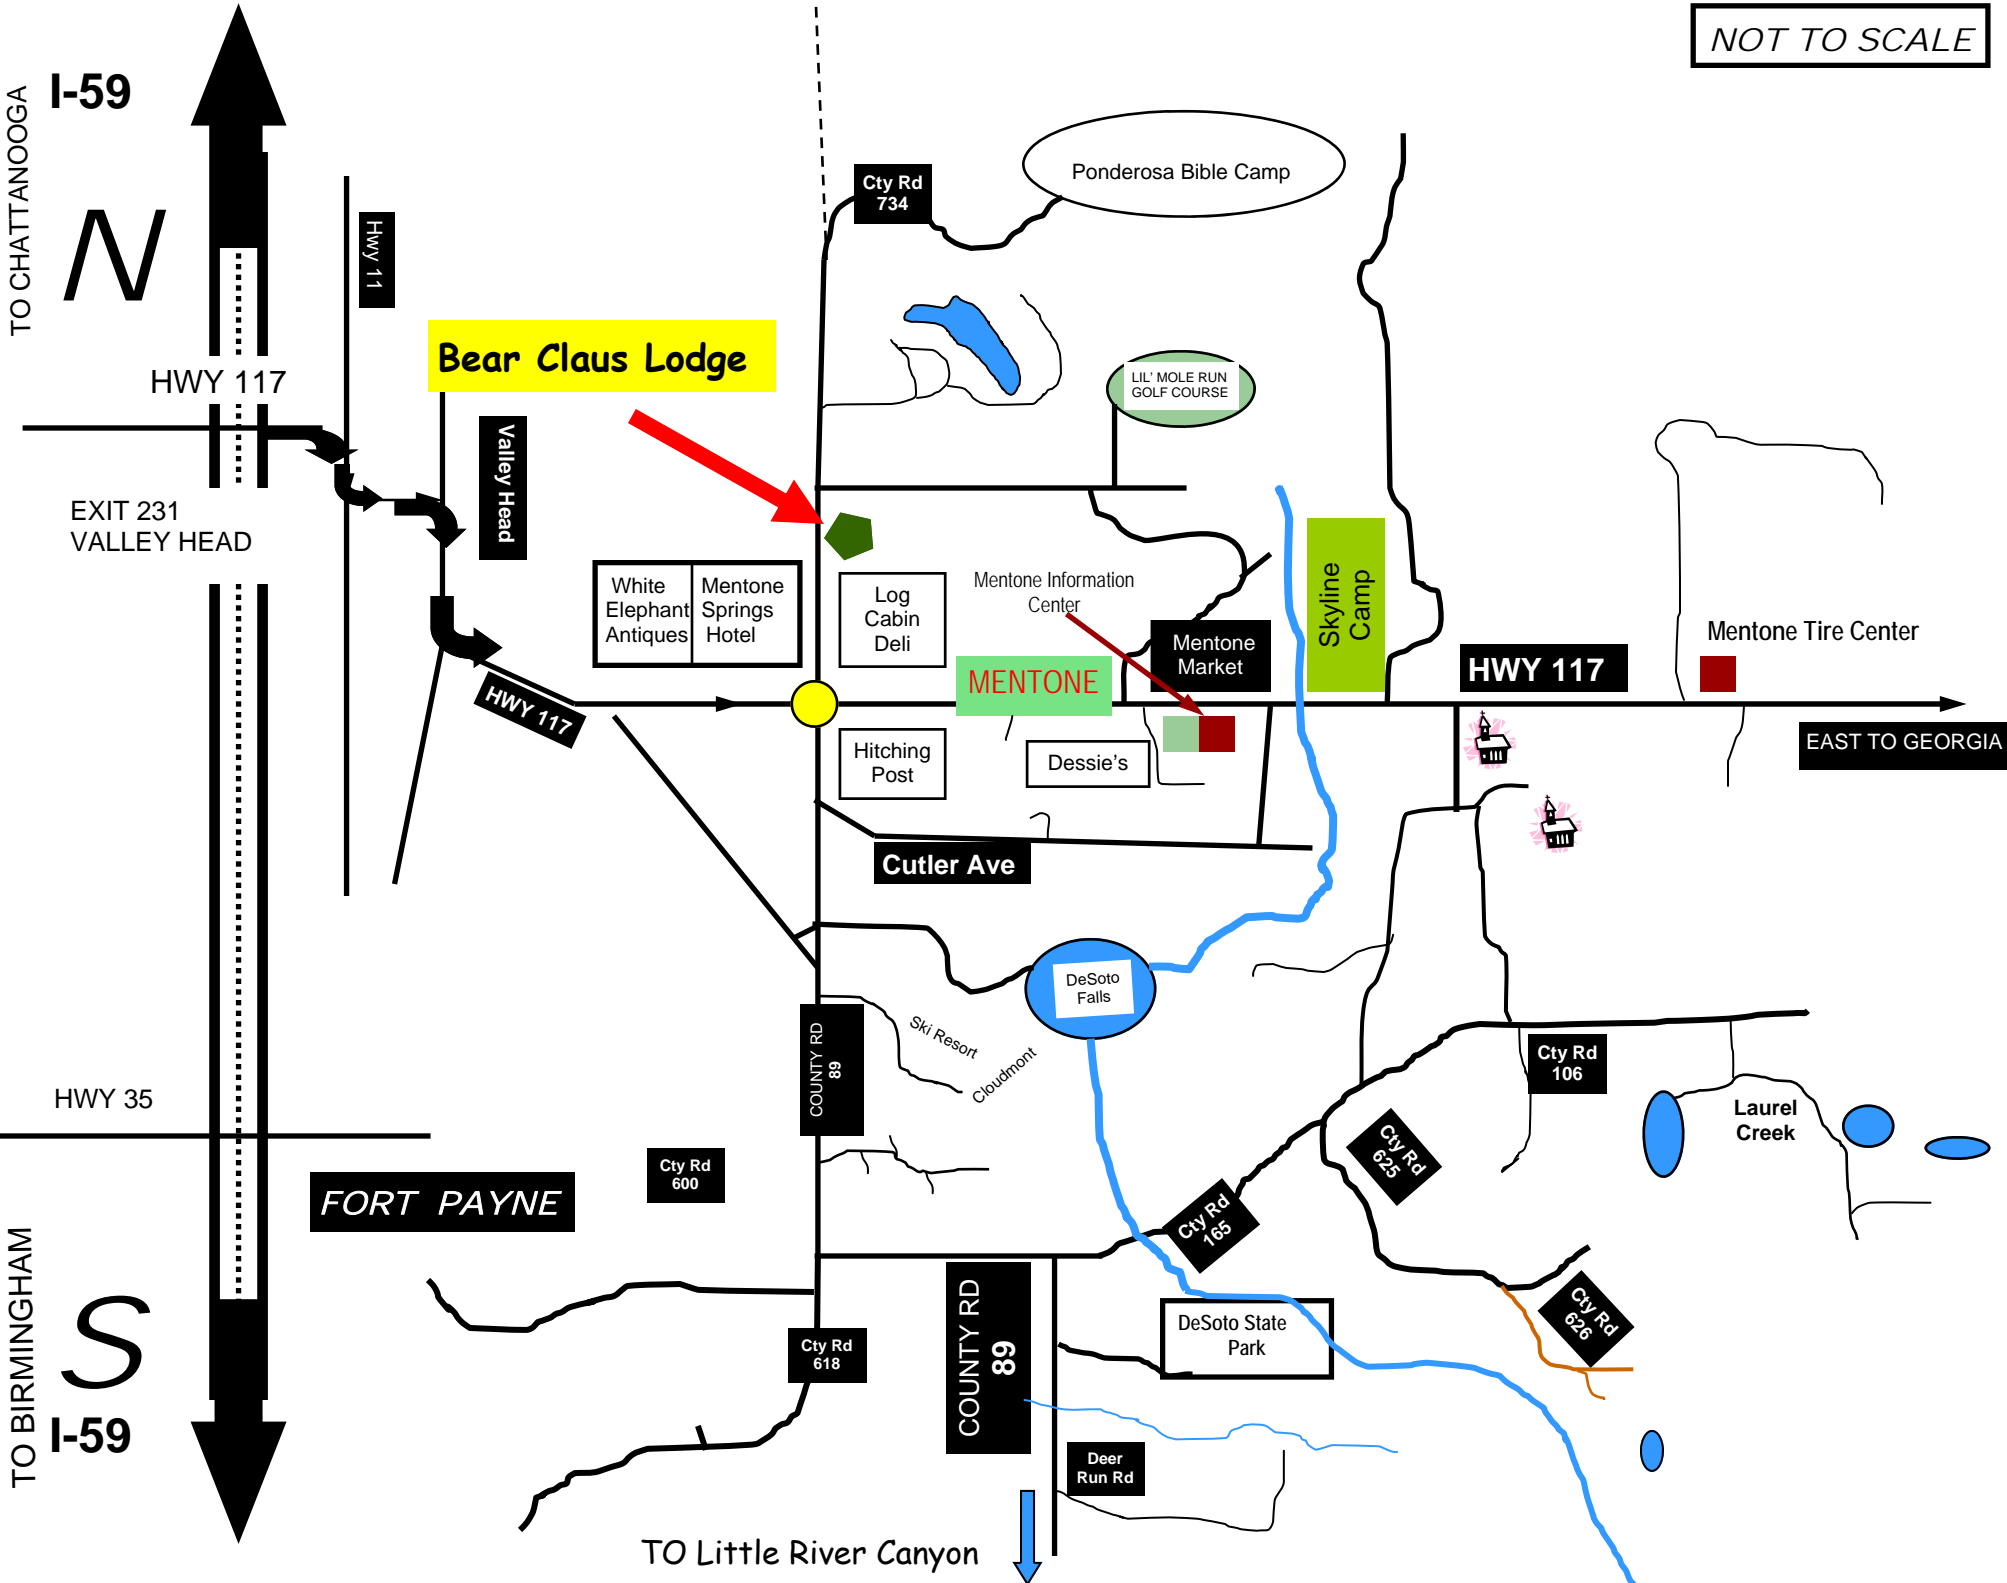 NOT TO SCALE
I-59
TO CHATTANOOGA
N
Hwy 11
Cty Rd
734
Ponderosa Bible Camp
Bear Claus Lodge
HWY 117
LIL' MOLE RUN
GOLF COURSE
Valley Head
EXIT 231
VALLEY HEAD
White
Elephant
Antiques
Mentone
Springs
Hotel
Log
Cabin
Deli
Mentone Information
Center
Mentone
Market
Skyline
Camp
Mentone Tire Center
HWY 117
MENTONE
HWY 117
EAST TO GEORGIA
Hitching
Post
Dessie's
Cutler Ave
DeSoto
Falls
COUNTY RD
89
Ski Resort
Cloudmont
Cty Rd
106
HWY 35
Laurel
Creek
Cty Rd
625
Cty Rd
600
FORT PAYNE
Cty Rd
165
TO BIRMINGHAM
S
I-59
Cty Rd
618
COUNTY RD
89
DeSoto State
Park
Cty Rd
626
Deer
Run Rd
TO Little River Canyon